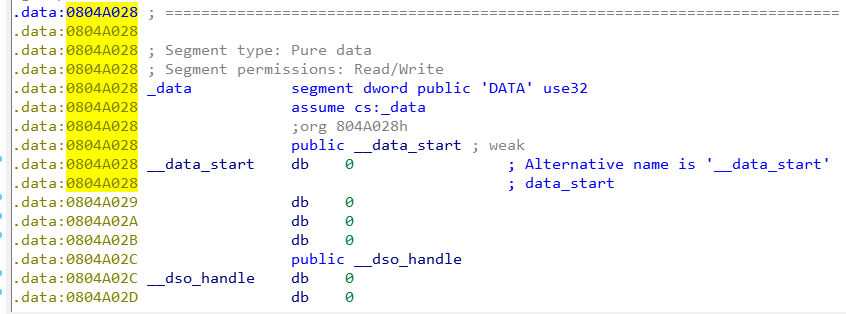 .data:0804A028 ; ===========================================================================
.data:0804A028
.data:0804A028 ; Segment type: Pure data
.data:0804A028 ; Segment permissions: Read/Write
.data:0804A028 _data segment dword public 'DATA' use32
.data:0804A028 assume cs:_data
.data:0804A028 ;org 804A028h
.data:0804A028 public __data_start ; weak
.data:0804A028 __data_start db 0 ; Alternative name is '__data_start'
.data:0804A028 ; data_start
.data:0804A029 db 0
.data:0804A02A db 0
.data:0804A02B db 0
.data:0804A02C public __dso_handle
.data:0804A02C __dso_handle db 0
.data:0804A02D db 0